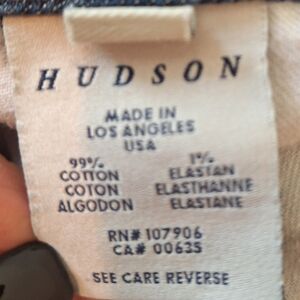 HUDSON
MADE IN
LOS ANGELES
USA
99% 1%
COTTON ELASTAN
COTON ELASTHANNE
ALGODON ELASTANE
RN# 107906
CA# 00635
SEE CARE REVERSE